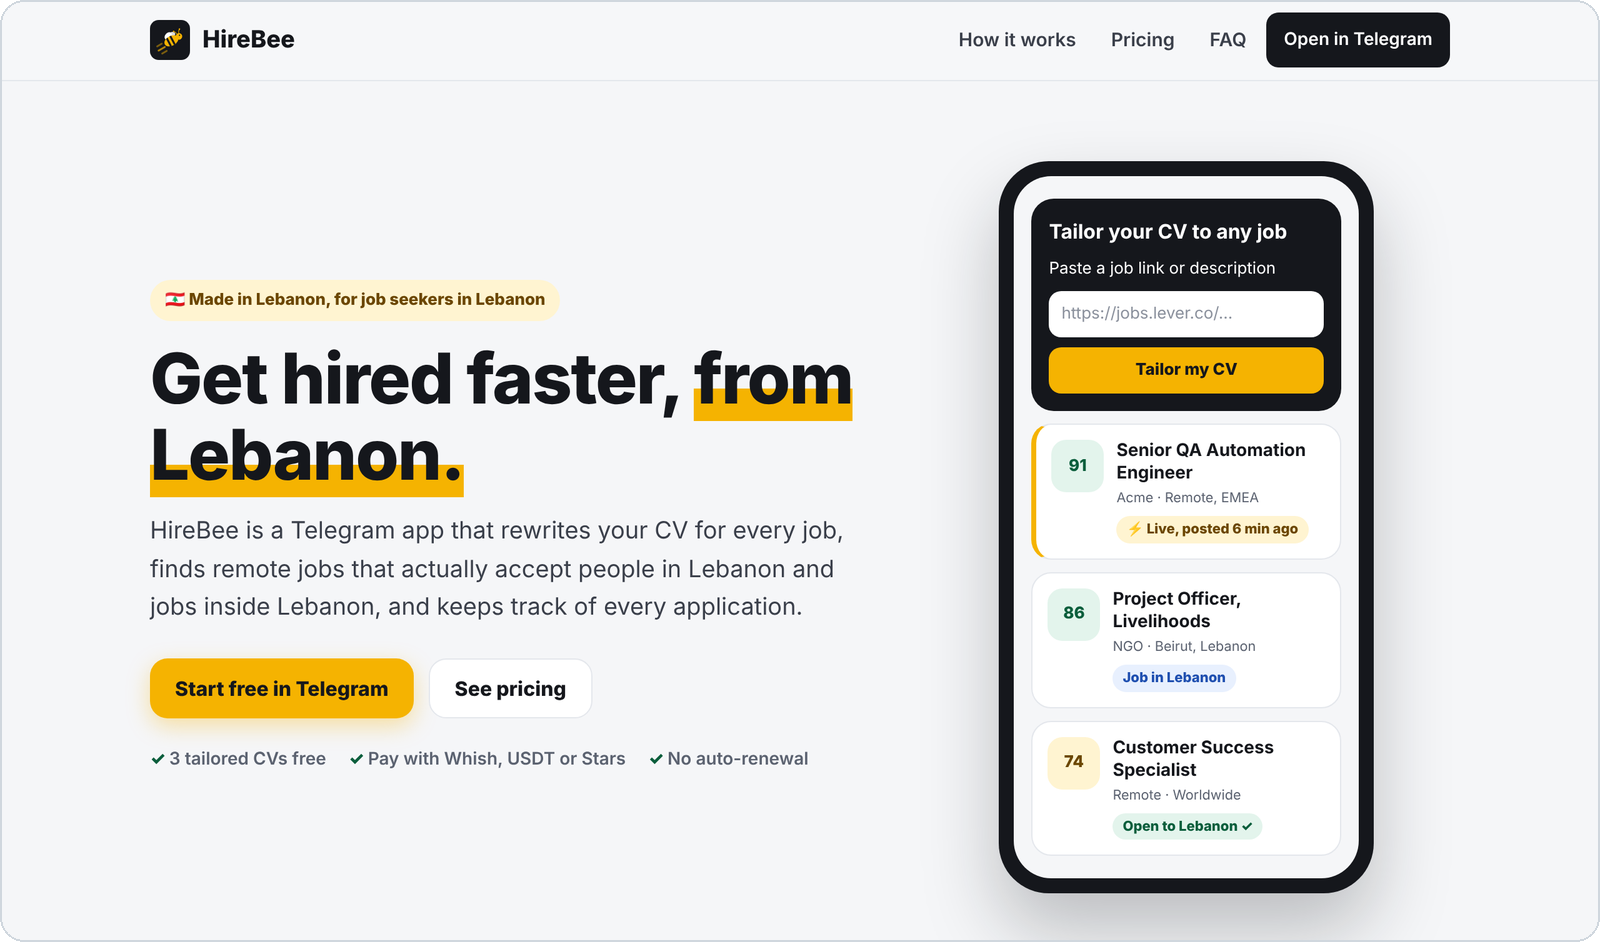 HireBee
How it works
Pricing
FAQ
Open in Telegram
🇱🇧 Made in Lebanon, for job seekers in Lebanon
Get hired faster, from
Lebanon.
HireBee is a Telegram app that rewrites your CV for every job,
finds remote jobs that actually accept people in Lebanon and
jobs inside Lebanon, and keeps track of every application.
Start free in Telegram
See pricing
✓ 3 tailored CVs free
✓ Pay with Whish, USDT or Stars
✓ No auto-renewal
Tailor your CV to any job
Paste a job link or description
https://jobs.lever.co/...
Tailor my CV
91
Senior QA Automation
Engineer
Acme · Remote, EMEA
⚡ Live, posted 6 min ago
86
Project Officer,
Livelihoods
NGO · Beirut, Lebanon
Job in Lebanon
74
Customer Success
Specialist
Remote · Worldwide
Open to Lebanon ✓